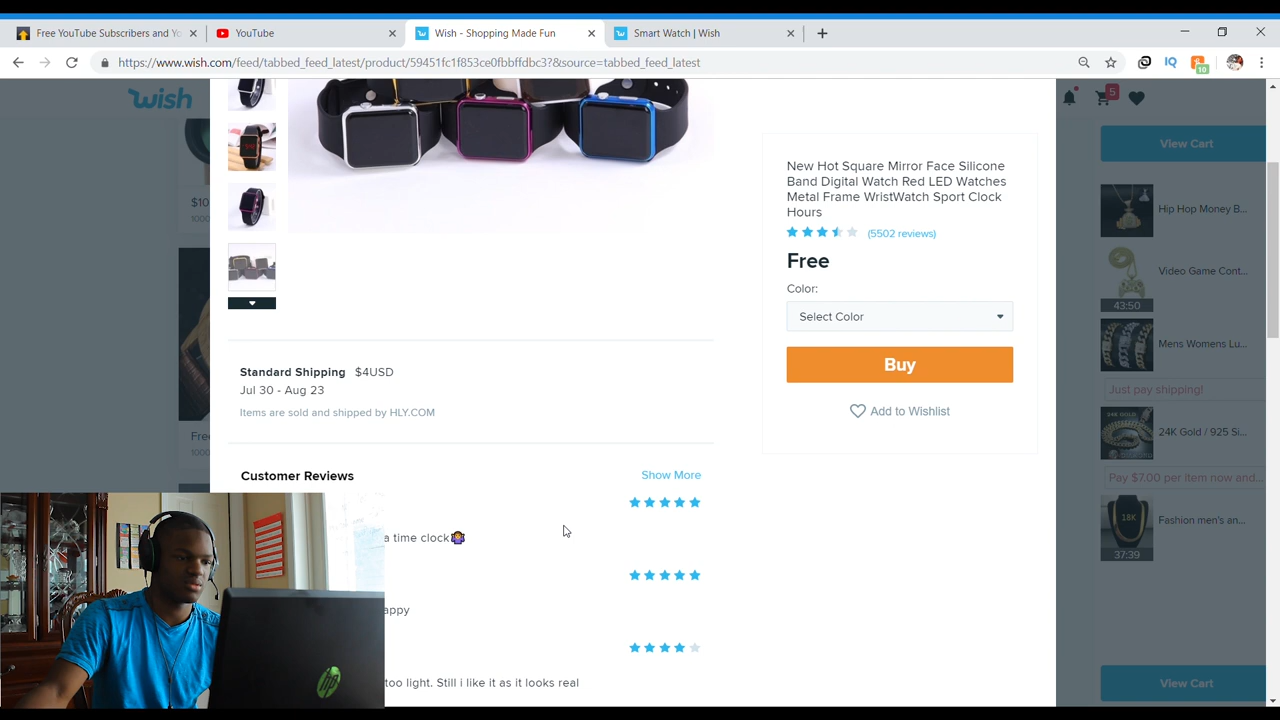 Free YouTube Subscribers and Yo
YouTube
Wish - Shopping Made Fun
Smart Watch | Wish
https://www.wish.com/feed/tabbed_feed_latest/product/59451fc1f853ce0fbbffdbc3?&source=tabbed_feed_latest
IQ
10
wish
5
View Cart
New Hot Square Mirror Face Silicone
Band Digital Watch Red LED Watches
Metal Frame WristWatch Sport Clock
Hours
(5502 reviews)
Free
Color:
Select Color
Buy
Add to Wishlist
Hip Hop Money B...
Video Game Cont...
43:50
Mens Womens Lu...
Just pay shipping!
24K GOLD
24K Gold / 925 Si...
Pay $7.00 per item now and...
18K
Fashion men's an...
37:39
View Cart
$10
1000
Free
1000
Standard Shipping $4USD
Jul 30 - Aug 23
Items are sold and shipped by HLY.COM
Customer Reviews
Show More
a time clock🤷🏽‍♀️
appy
too light. Still i like it as it looks real
hp